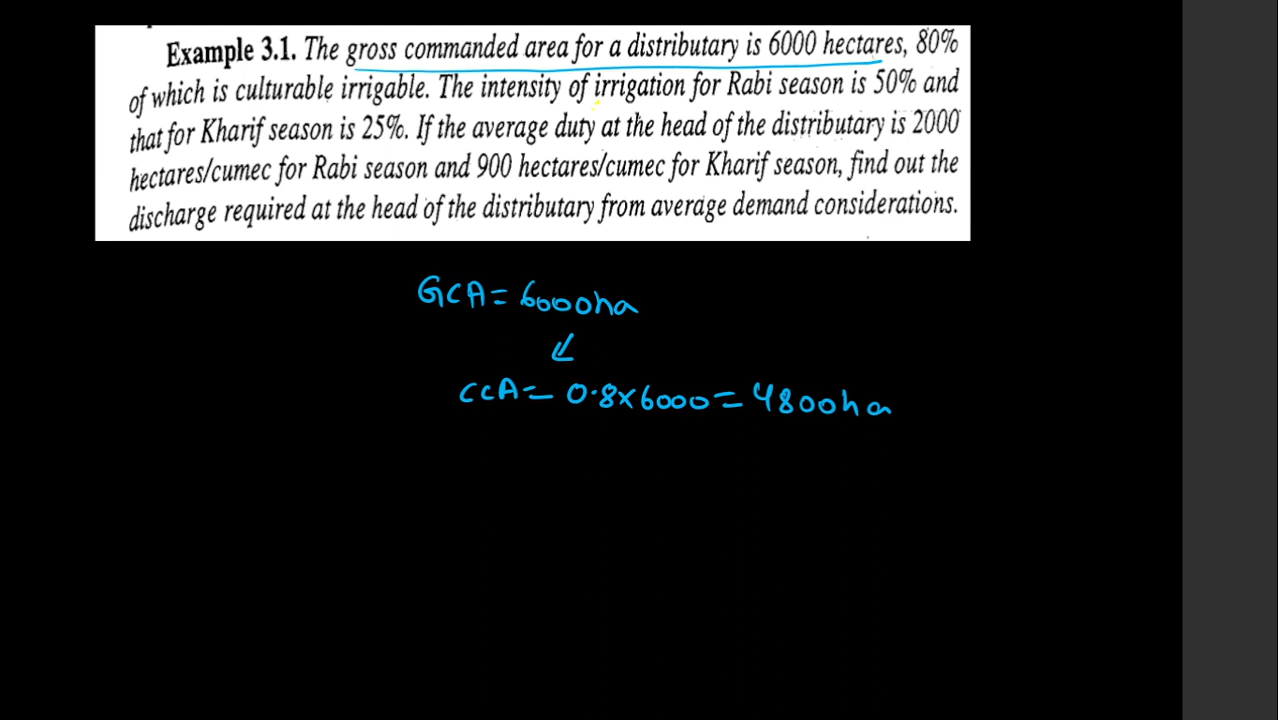 Example 3.1. The gross commanded area for a distributary is 6000 hectares, 80%
of which is culturable irrigable. The intensity of irrigation for Rabi season is 50% and
that for Kharif season is 25%. If the average duty at the head of the distributary is 2000
hectares/cumec for Rabi season and 900 hectares/cumec for Kharif season, find out the
discharge required at the head of the distributary from average demand considerations.
GCA = 6000ha
CCA = 0.8x6000 = 4800ha